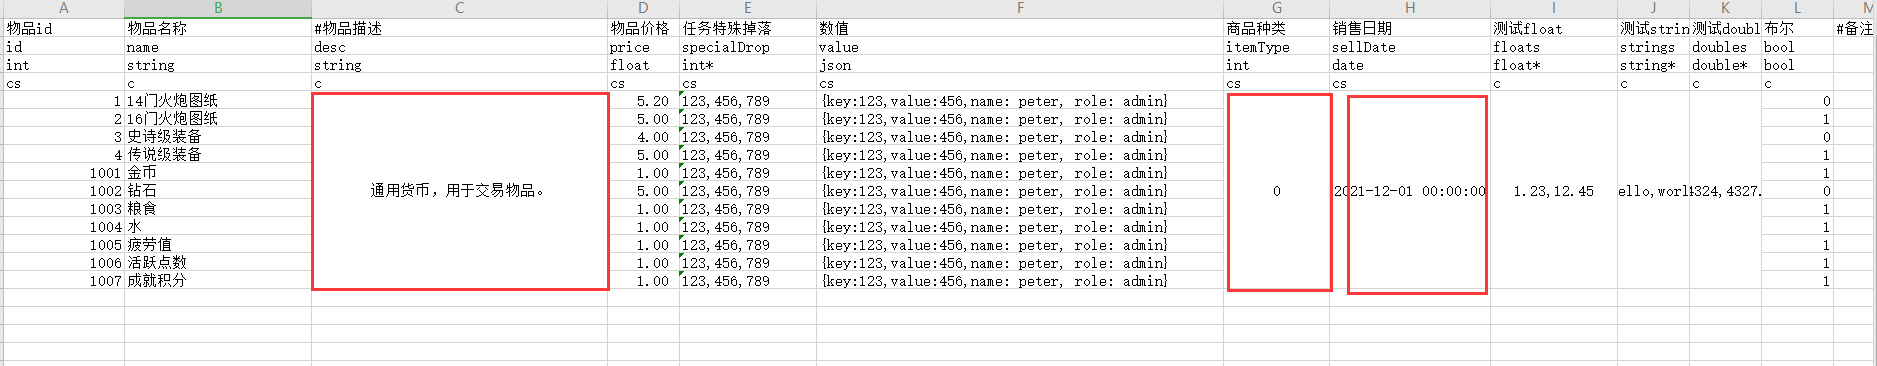 A B C D E F G H I J K L M
物品id 物品名称 #物品描述 物品价格 任务特殊掉落 数值 商品种类 销售日期 测试float 测试strin 测试doubl 布尔 #备注
id name desc price specialDrop value itemType sellDate floats strings doubles bool
int string string float int* json int date float* string* double* bool
cs c c cs cs cs cs cs c c c c
1 14门火炮图纸 5.20 123,456,789 {key:123,value:456,name: peter, role: admin} 0
2 16门火炮图纸 5.00 123,456,789 {key:123,value:456,name: peter, role: admin} 1
3 史诗级装备 4.00 123,456,789 {key:123,value:456,name: peter, role: admin} 0
4 传说级装备 5.00 123,456,789 {key:123,value:456,name: peter, role: admin} 1
1001 金币 1.00 123,456,789 {key:123,value:456,name: peter, role: admin} 1
1002 钻石 通用货币，用于交易物品。 5.00 123,456,789 {key:123,value:456,name: peter, role: admin} 0 2021-12-01 00:00:00 1.23,12.45 ello,worl 4324,4327. 0
1003 粮食 1.00 123,456,789 {key:123,value:456,name: peter, role: admin} 1
1004 水 1.00 123,456,789 {key:123,value:456,name: peter, role: admin} 1
1005 疲劳值 1.00 123,456,789 {key:123,value:456,name: peter, role: admin} 1
1006 活跃点数 1.00 123,456,789 {key:123,value:456,name: peter, role: admin} 1
1007 成就积分 1.00 123,456,789 {key:123,value:456,name: peter, role: admin} 1